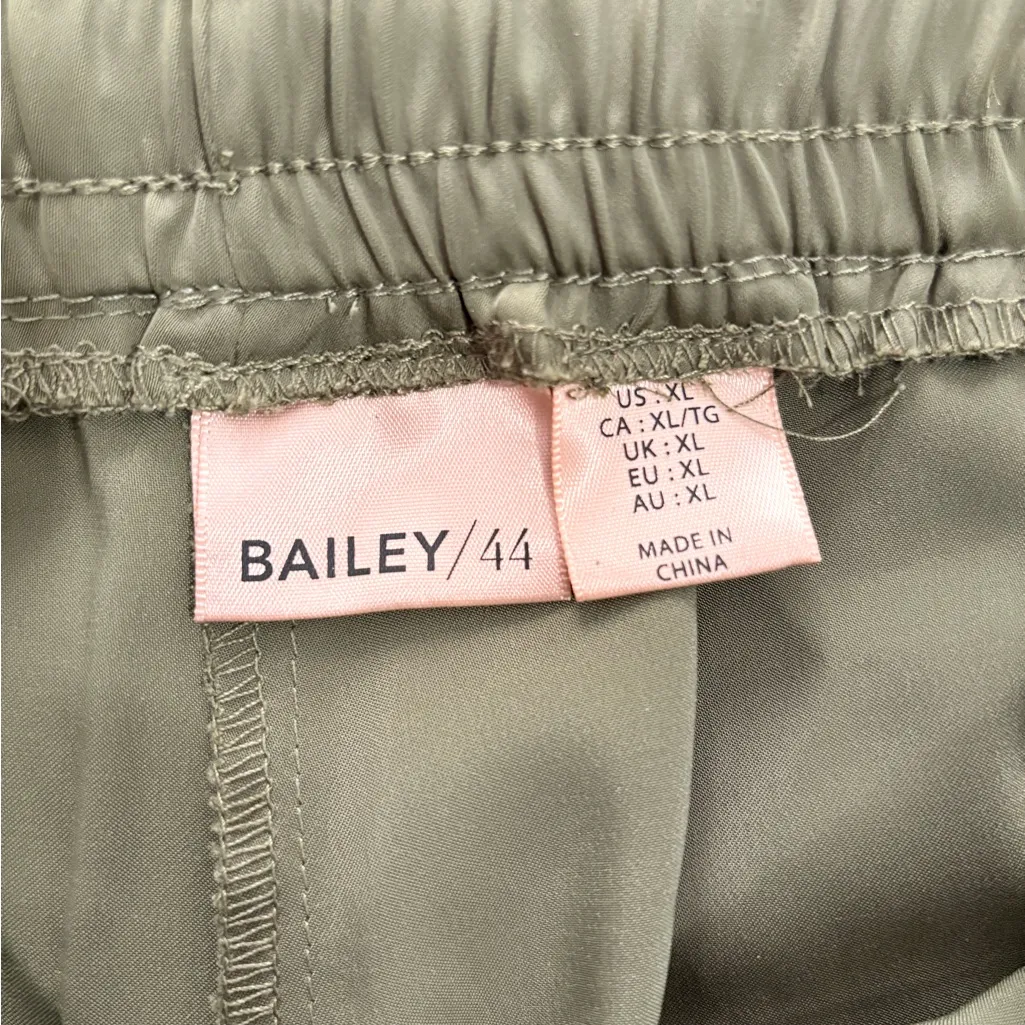 BAILEY/44
US : XL
CA : XL/TG
UK : XL
EU : XL
AU : XL
MADE IN
CHINA